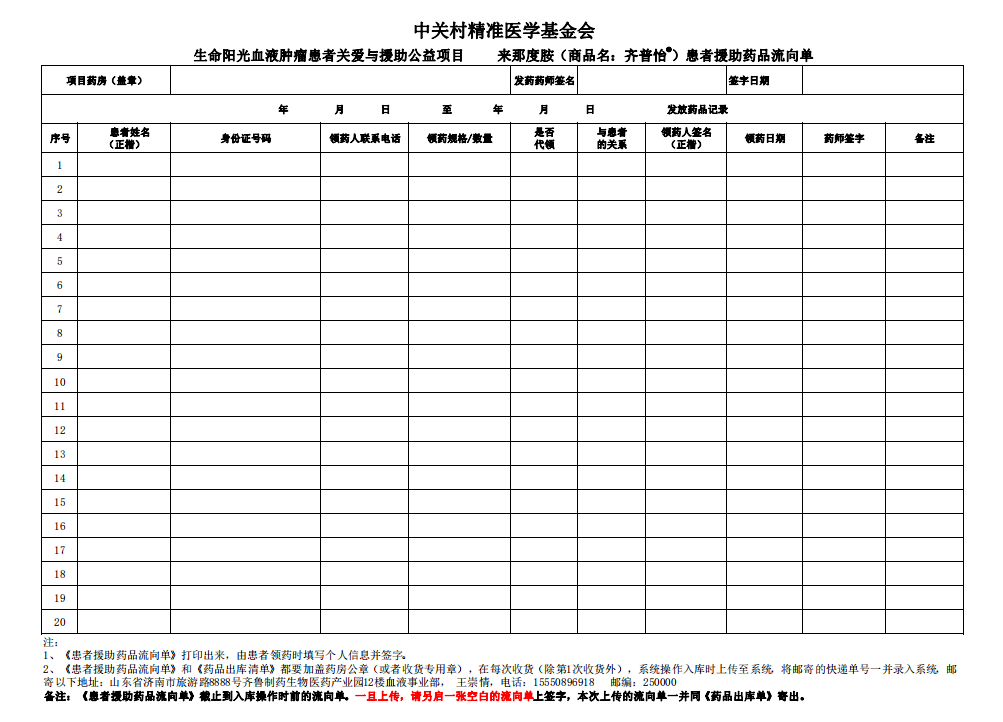 中关村精准医学基金会
生命阳光血液肿瘤患者关爱与援助公益项目 来那度胺（商品名：齐普怡®）患者援助药品流向单
项目药房（盖章） 发药药师签名 签字日期
年 月 日 至 年 月 日 发放药品记录
序号 患者姓名（正楷） 身份证号码 领药人联系电话 领药规格/数量 是否代领 与患者的关系 领药人签名（正楷） 领药日期 药师签字 备注
1
2
3
4
5
6
7
8
9
10
11
12
13
14
15
16
17
18
19
20
注：
1、《患者援助药品流向单》打印出来，由患者领药时填写个人信息并签字。
2、《患者援助药品流向单》和《药品出库清单》都要加盖药房公章（或者收货专用章），在每次收货（除第1次收货外），系统操作入库时上传至系统，将邮寄的快递单号一并录入系统，邮
寄以下地址：山东省济南市旅游路8888号齐鲁制药生物医药产业园12楼血液事业部， 王崇情，电话：15550896918 邮编：250000
备注：《患者援助药品流向单》截止到入库操作时前的流向单。一旦上传，请另启一张空白的流向单上签字，本次上传的流向单一并同《药品出库单》寄出。